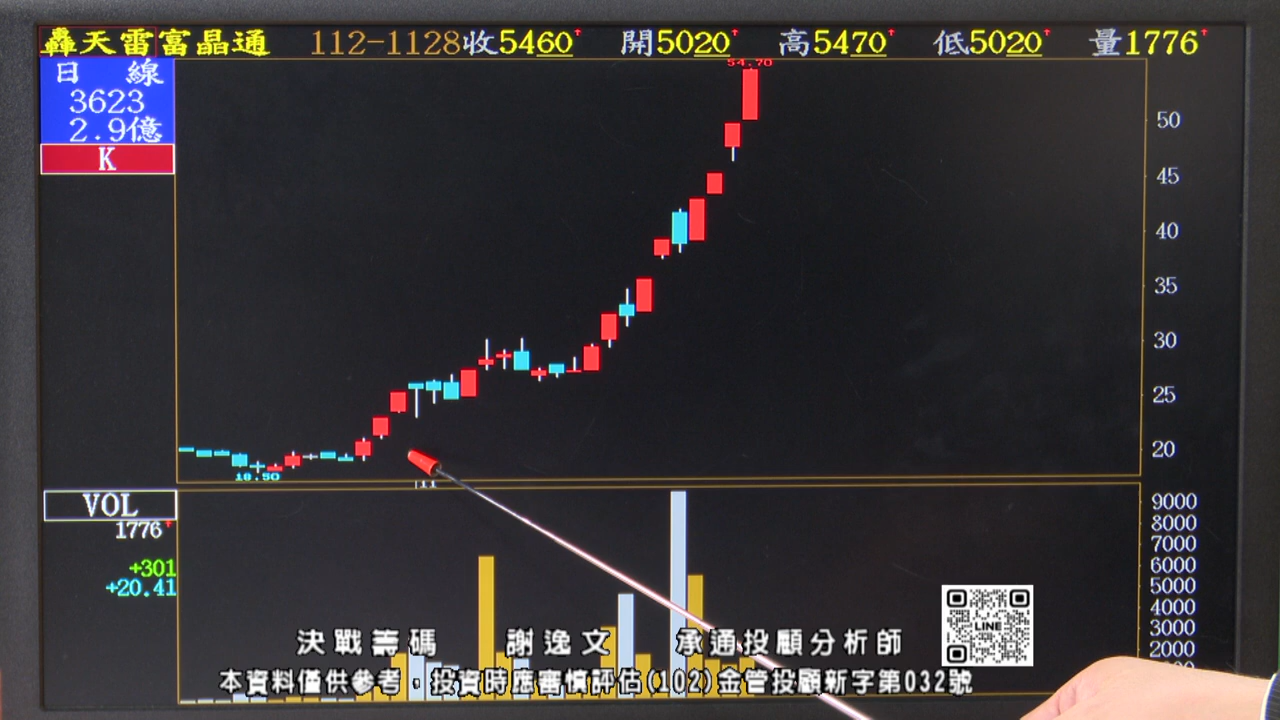 轟天雷富晶通 112-1128收5460↑ 開5020↑ 高5470↑ 低5020↑ 量1776↑
日 線
3623
2.9億
K
54.70
50
45
40
35
30
25
20
18.50
11
VOL
1776↑
+301
+20.41
9000
8000
7000
6000
5000
4000
3000
2000
LINE
決戰籌碼 謝逸文 承通投顧分析師
本資料僅供參考，投資時應審慎評估(102)金管投顧新字第032號